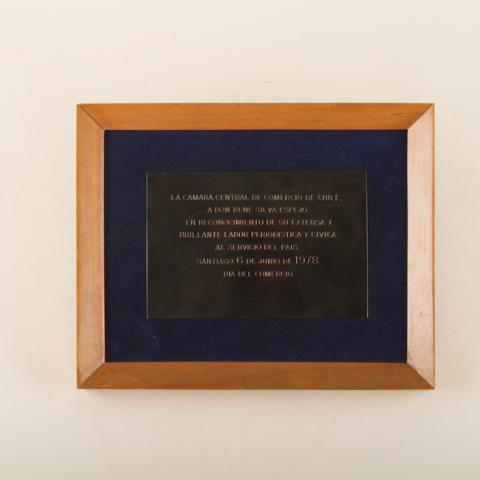 LA CAMARA CENTRAL DE COMERCIO DE CHILE,
A DON RENE SILVA ESPEJO
EN RECONOCIMIENTO DE SU EXTENSA Y
BRILLANTE LABOR PERIODISTICA Y CIVICA
AL SERVICIO DEL PAIS.
SANTIAGO 6 DE JUNIO DE 1978
DIA DEL COMERCIO